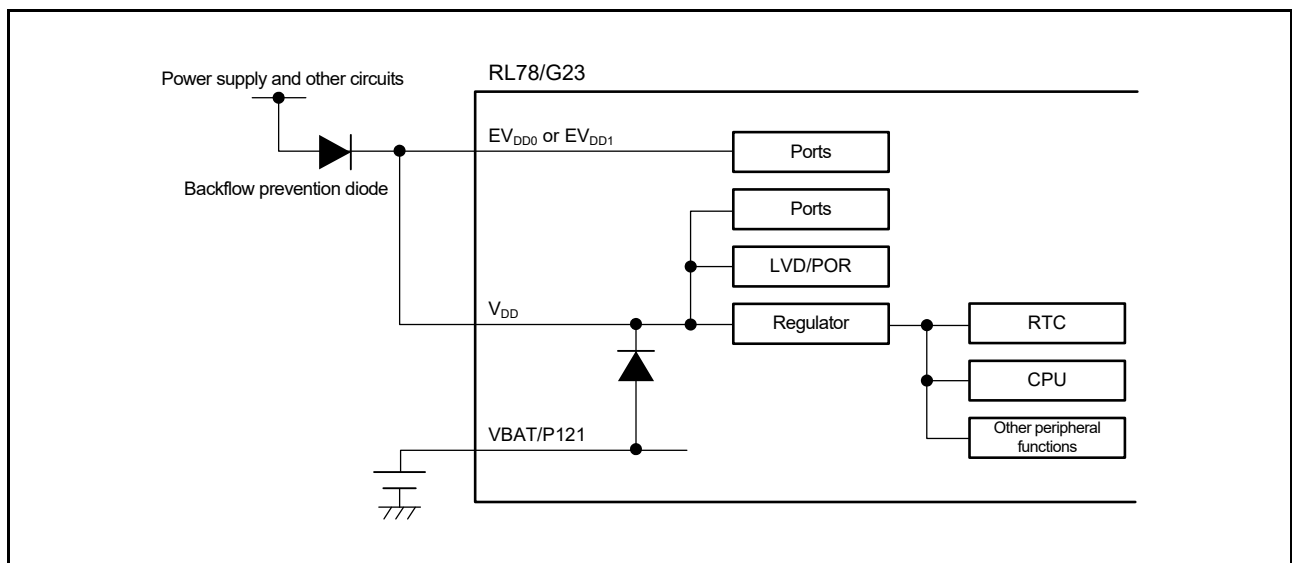 RL78/G23
Power supply and other circuits
EVDD0 or EVDD1
Ports
Backflow prevention diode
Ports
LVD/POR
VDD
Regulator
RTC
CPU
VBAT/P121
Other peripheral
functions